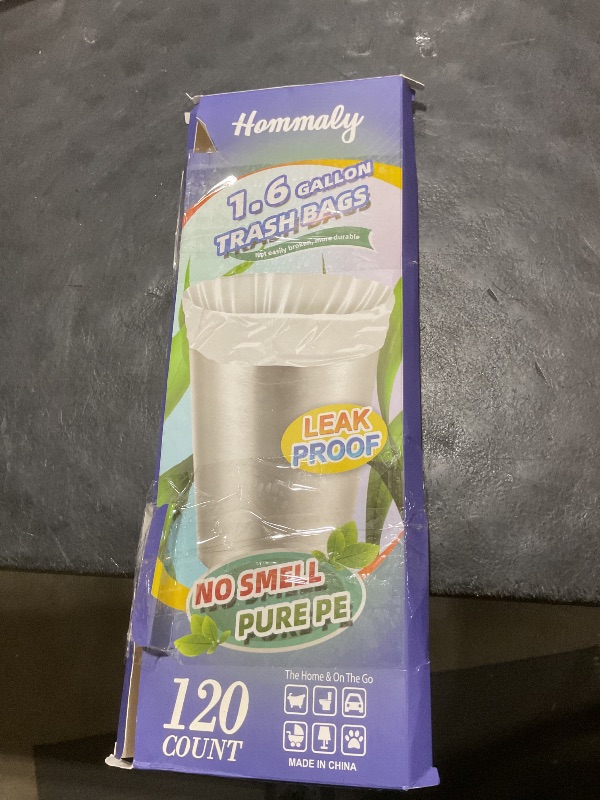 Hommaly
1.6 GALLON
TRASH BAGS
Not easily broken, more durable
LEAK
PROOF
NO SMELL
PURE PE
120
COUNT
The Home & On The Go
MADE IN CHINA